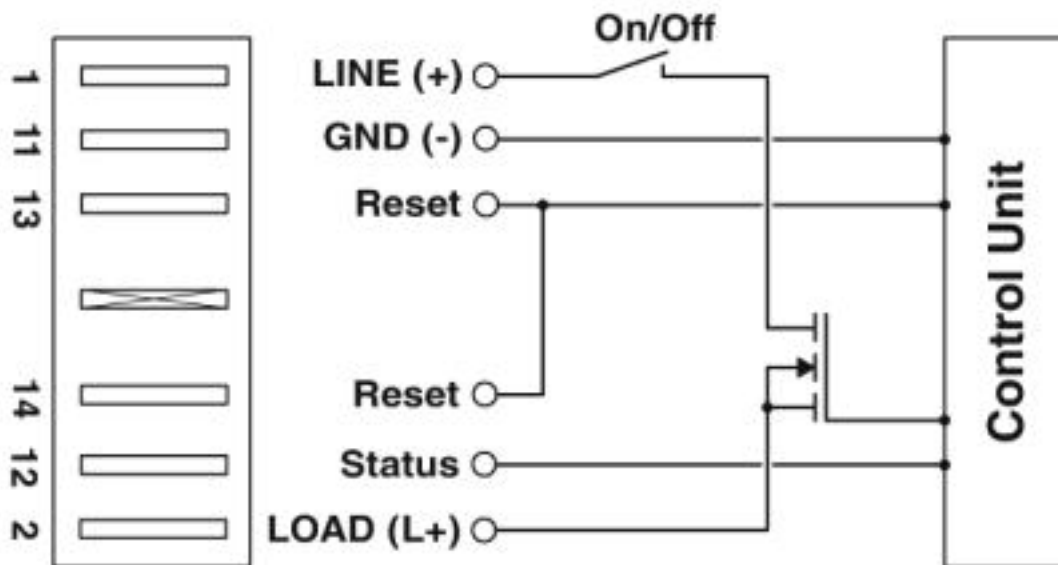 On/Off
1 LINE (+)
11 GND (-)
13 Reset
14 Reset
12 Status
2 LOAD (L+)
Control Unit